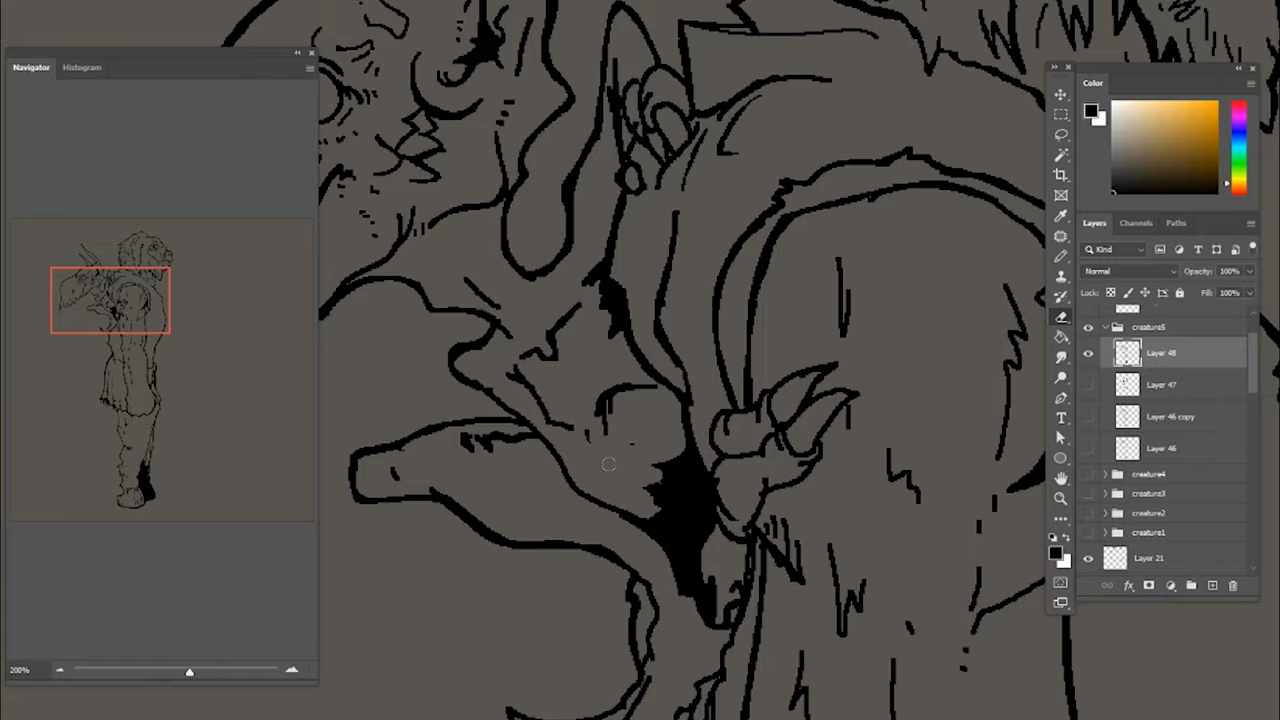 Navigator Histogram
200%
Color
Layers Channels Paths
Kind
Normal Opacity: 100%
Lock: Fill: 100%
creature5
Layer 48
Layer 47
Layer 46 copy
Layer 46
creature4
creature3
creature2
creature1
Layer 21
fx